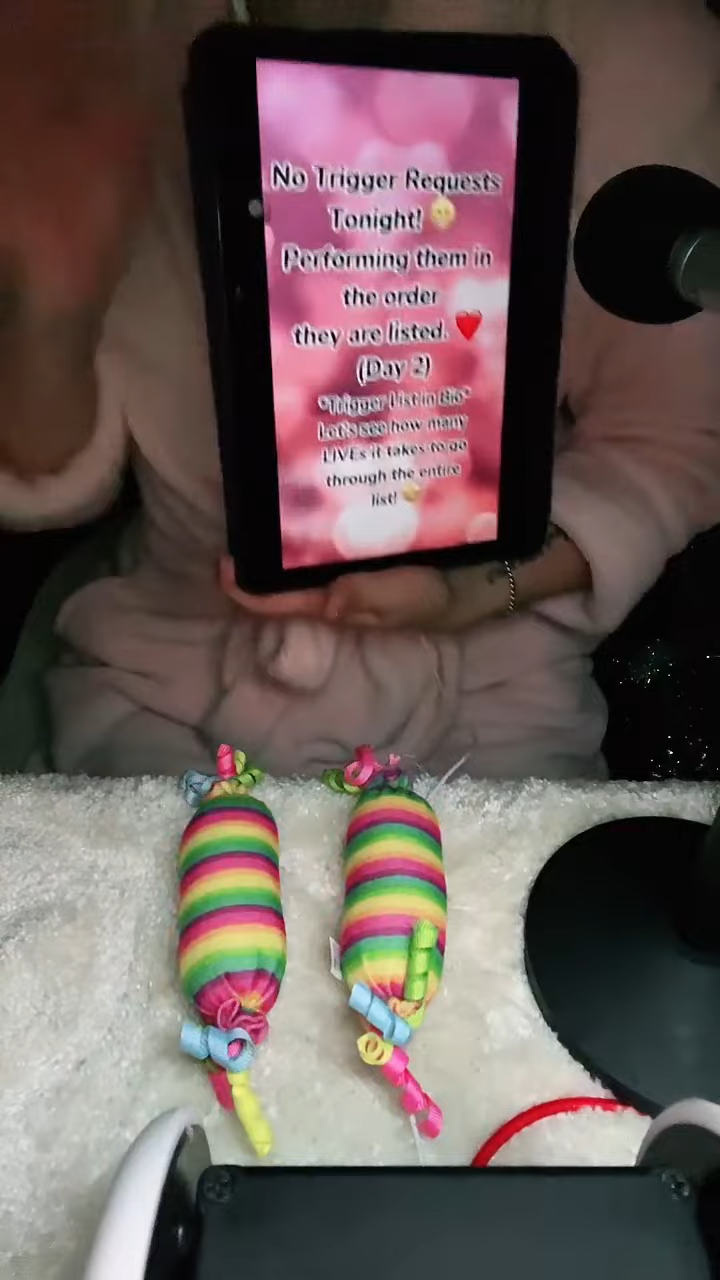 No Trigger Requests
Tonight! 🙂
Performing them in
the order
they are listed. ❤️
(Day 2)
*Trigger List in Bio*
Let's see how many
LIVEs it takes to go
through the entire
list! 🙂